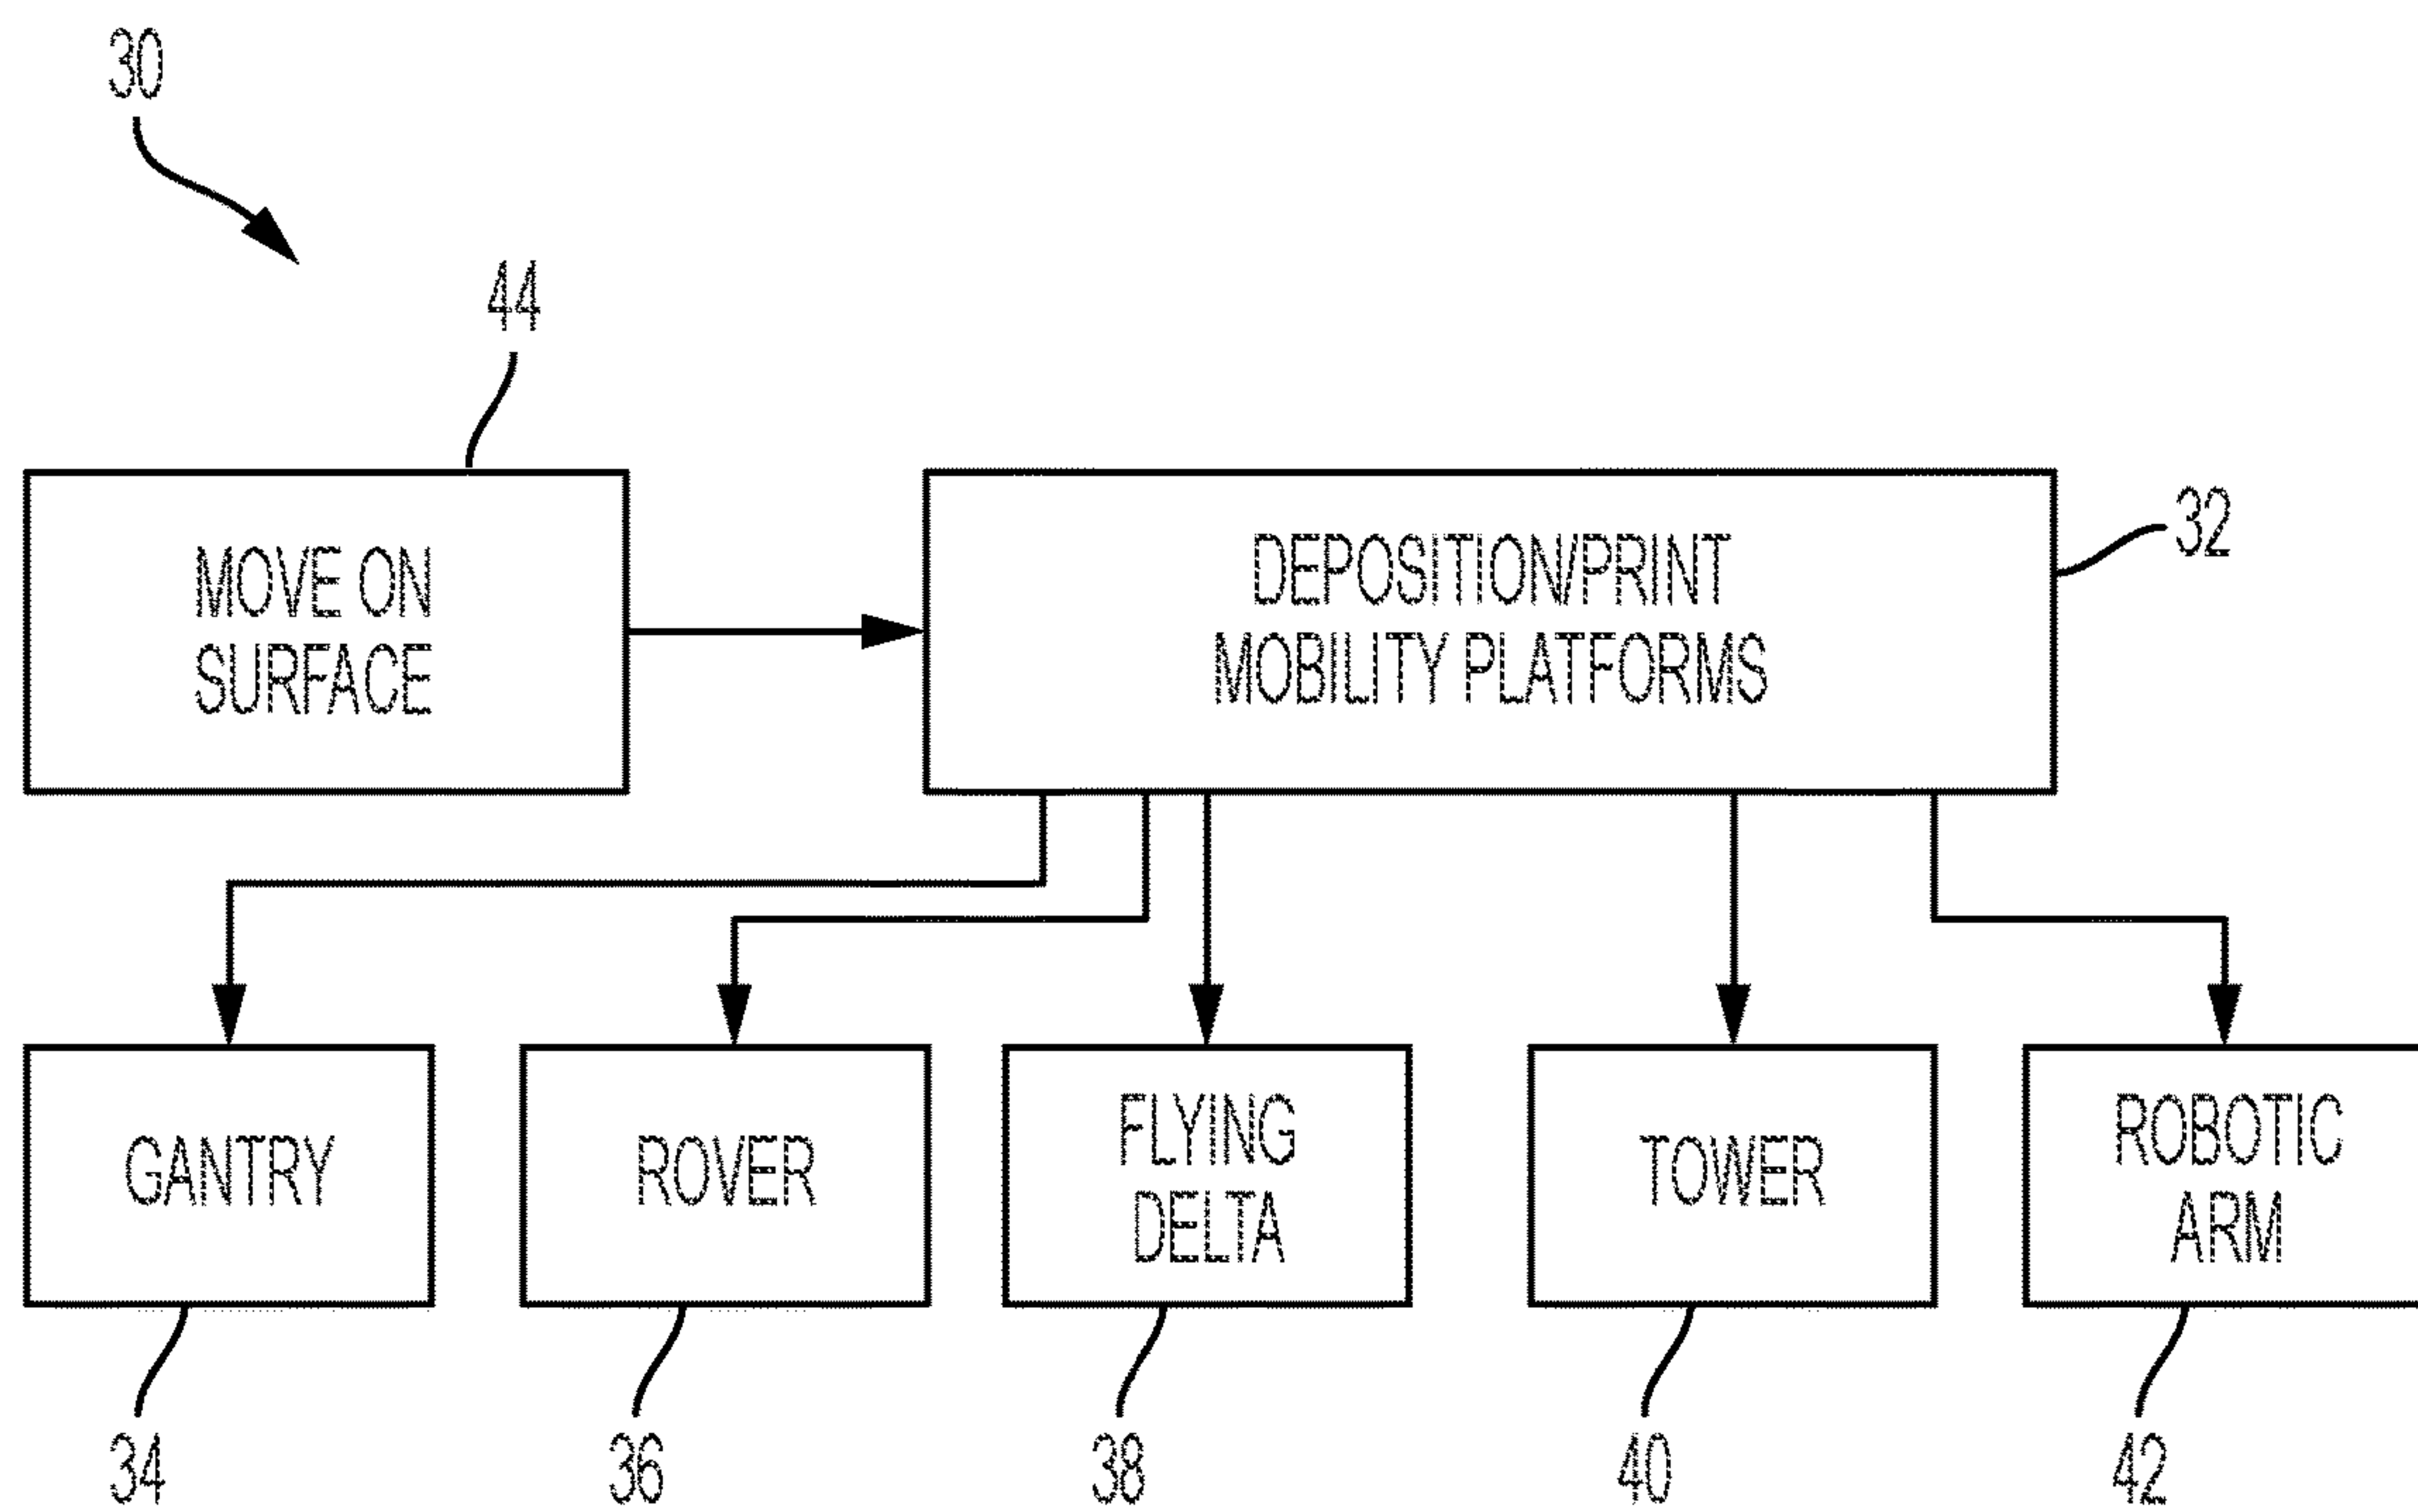 30
44
MOVE ON
SURFACE
DEPOSITION/PRINT
MOBILITY PLATFORMS
32
GANTRY
ROVER
FLYING
DELTA
TOWER
ROBOTIC
ARM
34
36
38
40
42